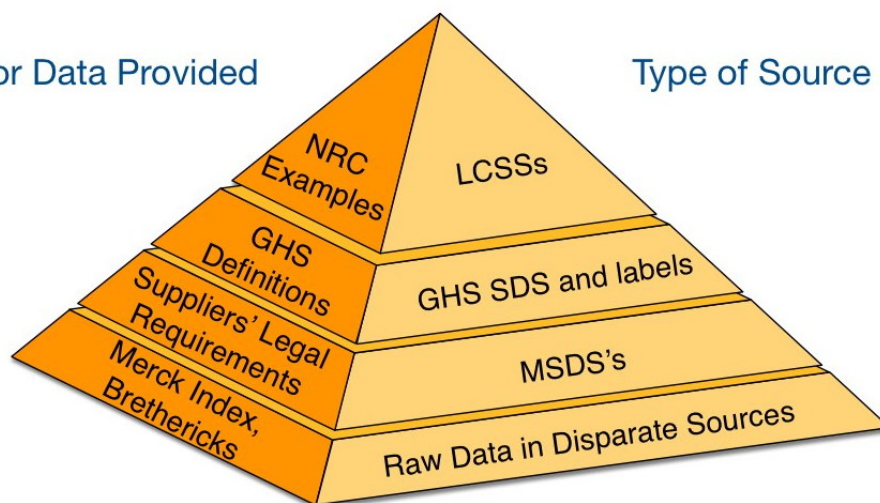 or Data Provided
Type of Source
NRC
Examples
LCSSs
GHS
Definitions
GHS SDS and labels
Suppliers' Legal
Requirements
MSDS's
Merck Index,
Brethericks
Raw Data in Disparate Sources